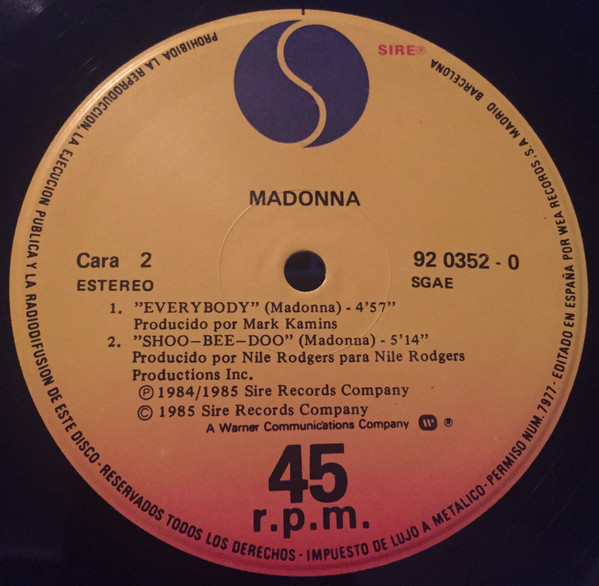 SIRE®
MADONNA
Cara 2
ESTEREO
92 0352 - 0
SGAE
1. "EVERYBODY" (Madonna) - 4'57"
Producido por Mark Kamins
2. "SHOO-BEE-DOO" (Madonna) - 5'14"
Producido por Nile Rodgers para Nile Rodgers
Productions Inc.
Ⓟ 1984/1985 Sire Records Company
© 1985 Sire Records Company
A Warner Communications Company ®
45
r.p.m.
PROHIBIDA LA REPRODUCCION, LA EJECUCION PUBLICA Y LA RADIODIFUSION DE ESTE DISCO - RESERVADOS TODOS LOS DERECHOS - IMPUESTO DE LUJO A METALICO - PERMISO NUM. 7977 - EDITADO EN ESPAÑA POR WEA RECORDS, S.A. MADRID BARCELONA